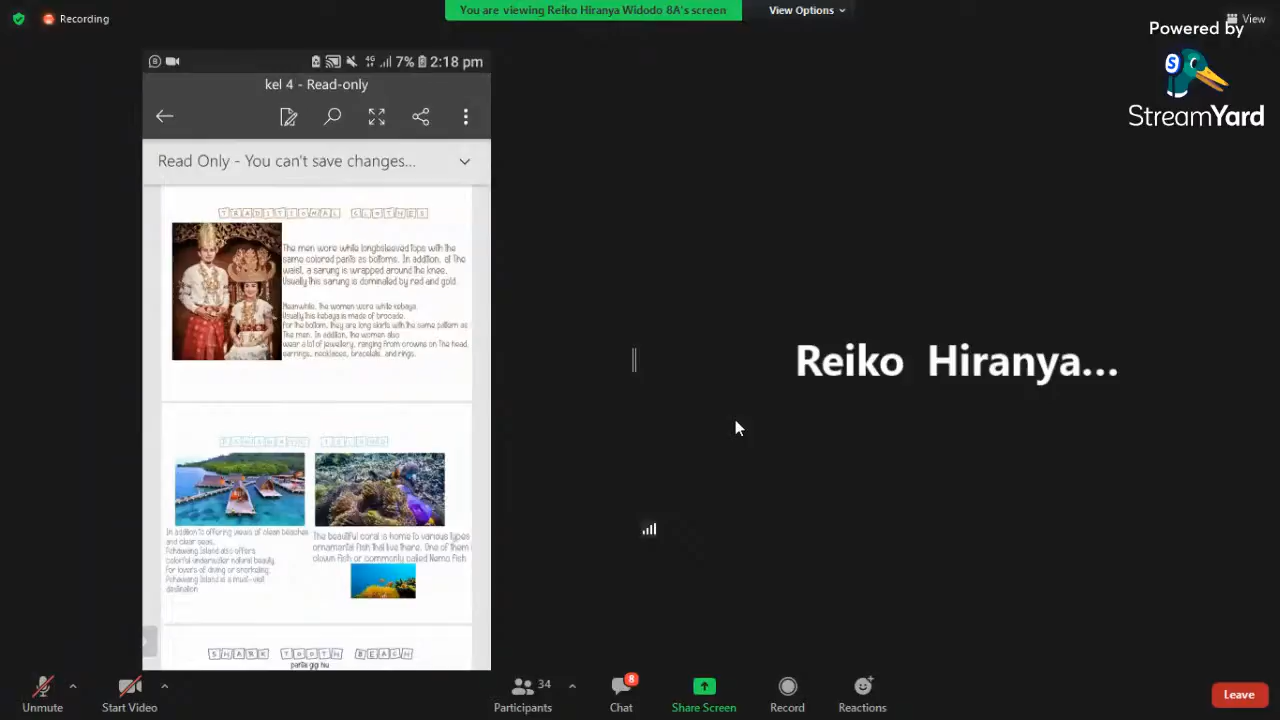 You are viewing Reiko Hiranya Widodo 8A's screen
View Options
Recording
View
Powered by
StreamYard
4G 7% 2:18 pm
kel 4 - Read-only
Read Only - You can't save changes...
TRADITIONAL CLOTHES
The men wore white longsleeved tops with the
same colored pants as bottoms. In addition, at The
waist, a sarung is wrapped around the knee.
Usually this sarung is dominated by red and gold.
Meanwhile, the women wore white kebaya.
Usually this kebaya is made of brocade.
For the bottom, they are long skirts with the same pattern as
The men. In addition, the women also
wear a lot of jewellery, ranging from crowns on the head,
earrings, necklaces, bracelets, and rings.
Reiko Hiranya...
In addition to offering views of clean beaches
and clear seas,
Pahawang Island also offers
colorful underwater natural beauty.
For lovers of diving or snorkeling,
Pahawang Island is a must-visit
destination
The beautiful coral is home to various types
ornamental fish that live there. One of them
clown fish or commonly called Nemo fish
SHARK TOOTH BEACH
pantai gigi hiu
Unmute
Start Video
Participants
34
Chat
8
Share Screen
Record
Reactions
Leave